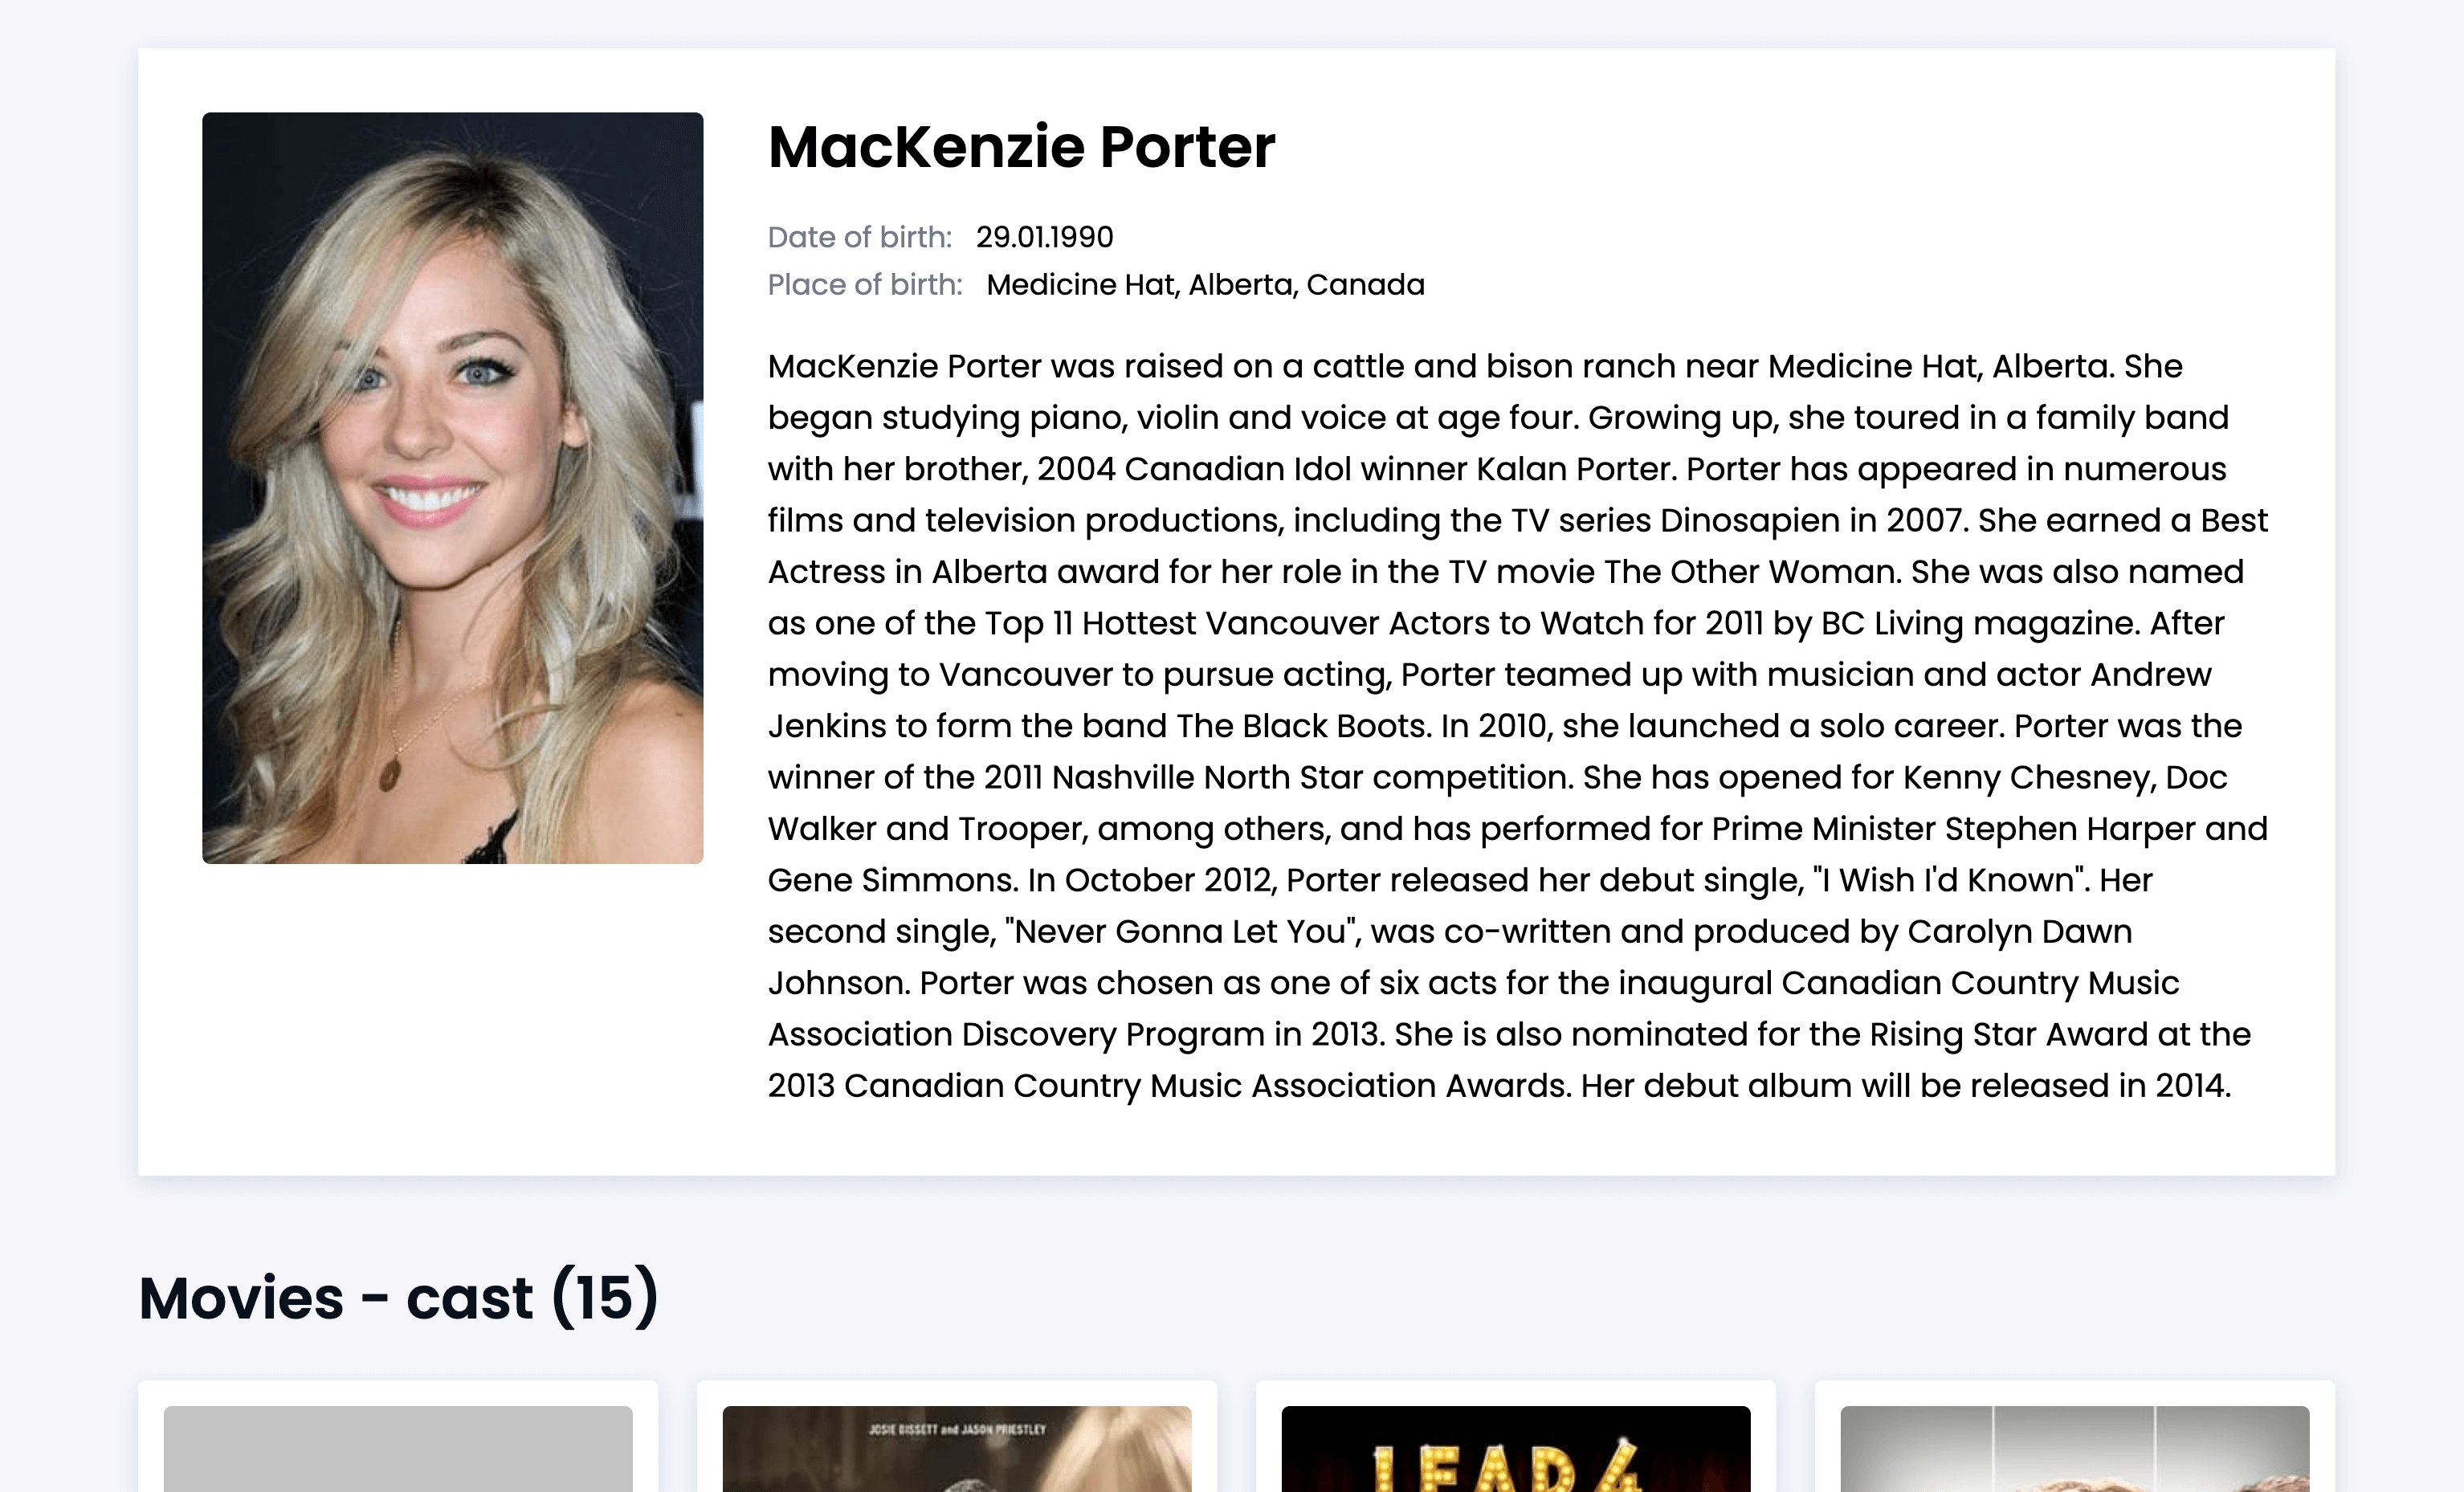 MacKenzie Porter
Date of birth: 29.01.1990
Place of birth: Medicine Hat, Alberta, Canada
MacKenzie Porter was raised on a cattle and bison ranch near Medicine Hat, Alberta. She
began studying piano, violin and voice at age four. Growing up, she toured in a family band
with her brother, 2004 Canadian Idol winner Kalan Porter. Porter has appeared in numerous
films and television productions, including the TV series Dinosapien in 2007. She earned a Best
Actress in Alberta award for her role in the TV movie The Other Woman. She was also named
as one of the Top 11 Hottest Vancouver Actors to Watch for 2011 by BC Living magazine. After
moving to Vancouver to pursue acting, Porter teamed up with musician and actor Andrew
Jenkins to form the band The Black Boots. In 2010, she launched a solo career. Porter was the
winner of the 2011 Nashville North Star competition. She has opened for Kenny Chesney, Doc
Walker and Trooper, among others, and has performed for Prime Minister Stephen Harper and
Gene Simmons. In October 2012, Porter released her debut single, "I Wish I'd Known". Her
second single, "Never Gonna Let You", was co-written and produced by Carolyn Dawn
Johnson. Porter was chosen as one of six acts for the inaugural Canadian Country Music
Association Discovery Program in 2013. She is also nominated for the Rising Star Award at the
2013 Canadian Country Music Association Awards. Her debut album will be released in 2014.
Movies - cast (15)
JOSIE BISSETT and JASON PRIESTLEY
LEAD 4